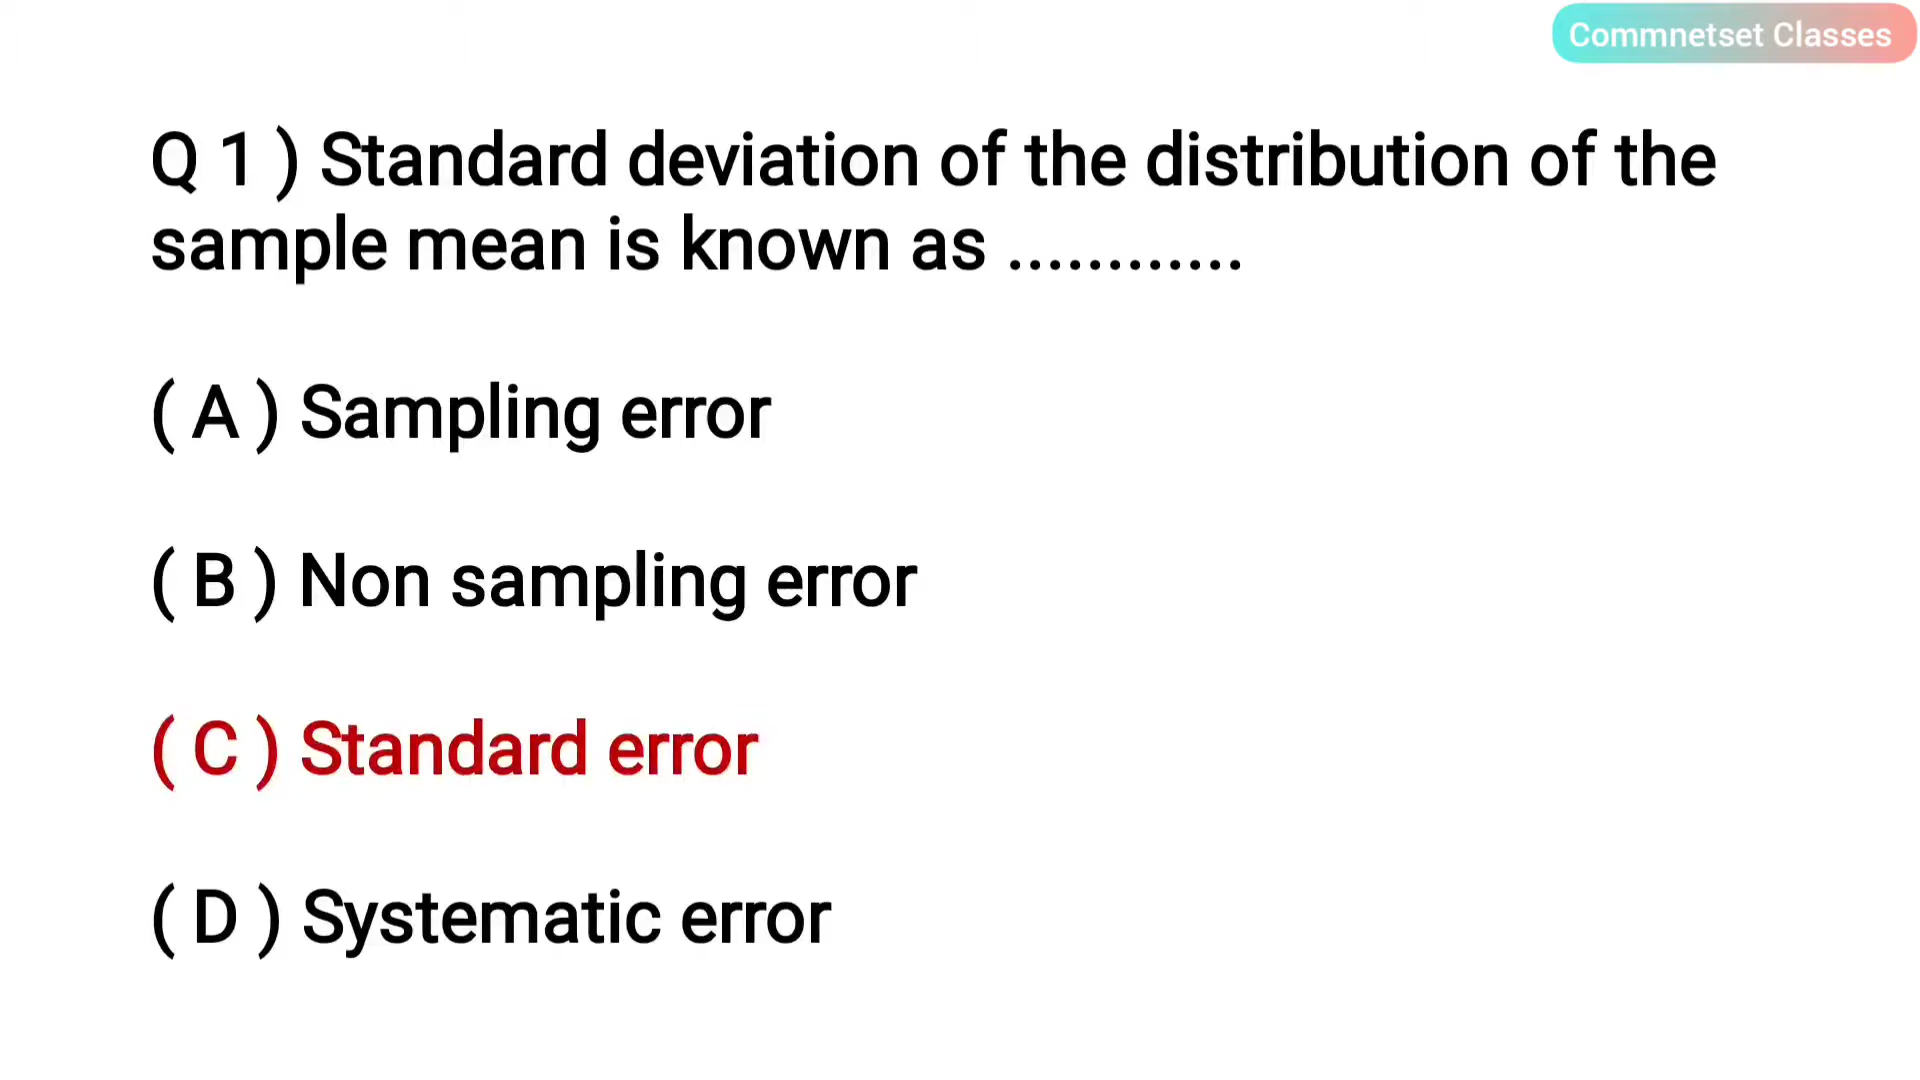 Commnetset Classes
Q 1 ) Standard deviation of the distribution of the
sample mean is known as ............
( A ) Sampling error
( B ) Non sampling error
( C ) Standard error
( D ) Systematic error